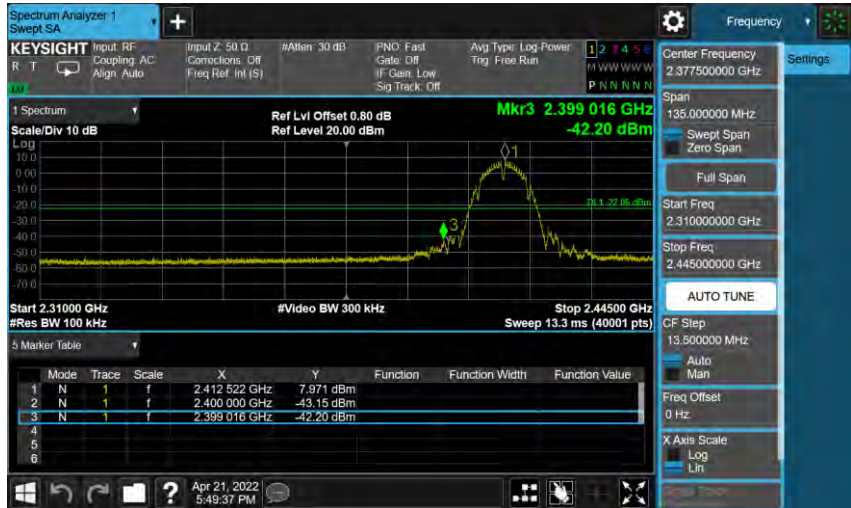 Spectrum Analyzer 1
Swept SA
+
Frequency
KEYSIGHT
R T
Input: RF
Coupling: AC
Align: Auto
Input Z: 50 Ω
Corrections: Off
Freq Ref: Int (S)
#Atten: 30 dB
PNO: Fast
Gate: Off
IF Gain: Low
Sig Track: Off
Avg Type: Log-Power
Trig: Free Run
1 2 3 4 5 6
M W W W W W
P N N N N N
1 Spectrum
Scale/Div 10 dB
Log
Ref Lvl Offset 0.80 dB
Ref Level 20.00 dBm
Mkr3 2.399 016 GHz
-42.20 dBm
10.0
0.00
-10.0
-20.0
-30.0
-40.0
-50.0
-60.0
-70.0
1
3
DL1 -22.05 dBm
Start 2.31000 GHz
#Res BW 100 kHz
#Video BW 300 kHz
Stop 2.44500 GHz
Sweep 13.3 ms (40001 pts)
5 Marker Table
Mode Trace Scale X Y Function Function Width Function Value
1 N 1 f 2.412 522 GHz 7.971 dBm
2 N 1 f 2.400 000 GHz -43.15 dBm
3 N 1 f 2.399 016 GHz -42.20 dBm
4
5
6
Apr 21, 2022
5:49:37 PM
?
Center Frequency
2.377500000 GHz
Span
135.000000 MHz
Swept Span
Zero Span
Full Span
Start Freq
2.310000000 GHz
Stop Freq
2.445000000 GHz
AUTO TUNE
CF Step
13.500000 MHz
Auto
Man
Freq Offset
0 Hz
X Axis Scale
Log
Lin
Settings